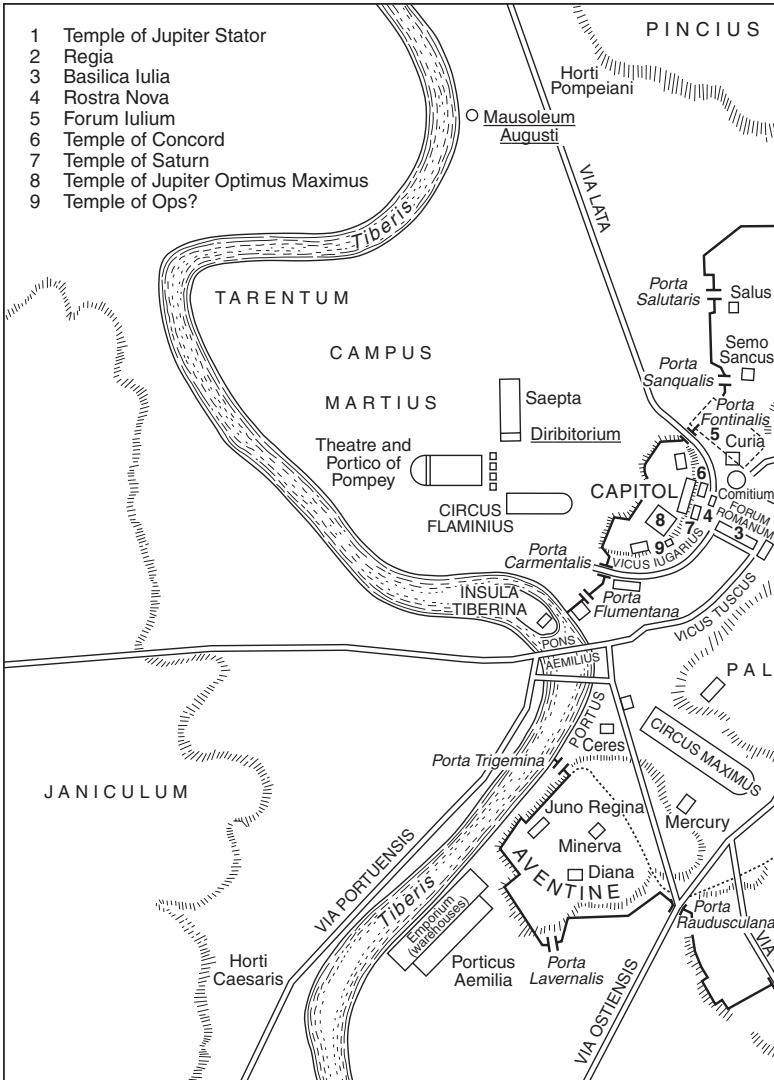 1 Temple of Jupiter Stator
2 Regia
3 Basilica Iulia
4 Rostra Nova
5 Forum Iulium
6 Temple of Concord
7 Temple of Saturn
8 Temple of Jupiter Optimus Maximus
9 Temple of Ops?
PINCIUS
Horti
Pompeiani
Mausoleum
Augusti
VIA LATA
Tiberis
TARENTUM
Porta
Salutaris
Salus
CAMPUS
MARTIUS
Semo
Sancus
Porta
Sanqualis
Saepta
Diribitorium
Porta
Fontinalis
5
Curia
Theatre and
Portico of
Pompey
CIRCUS
FLAMINIUS
CAPITOL
6
Comitium
8
7
4
FORUM
ROMANUM
3
9
VICUS IUGARIUS
Porta
Carmentalis
Porta
Flumentana
VICUS TUSCUS
INSULA
TIBERINA
PONS
AEMILIUS
PAL
PORTUS
Ceres
CIRCUS MAXIMUS
Porta Trigemina
JANICULUM
Juno Regina
Mercury
Minerva
Diana
AVENTINE
VIA PORTUENSIS
Tiberis
Emporium
(warehouses)
Porta
Raudusculana
Horti
Caesaris
Porticus
Aemilia
Porta
Lavernalis
VIA OSTIENSIS
VIA